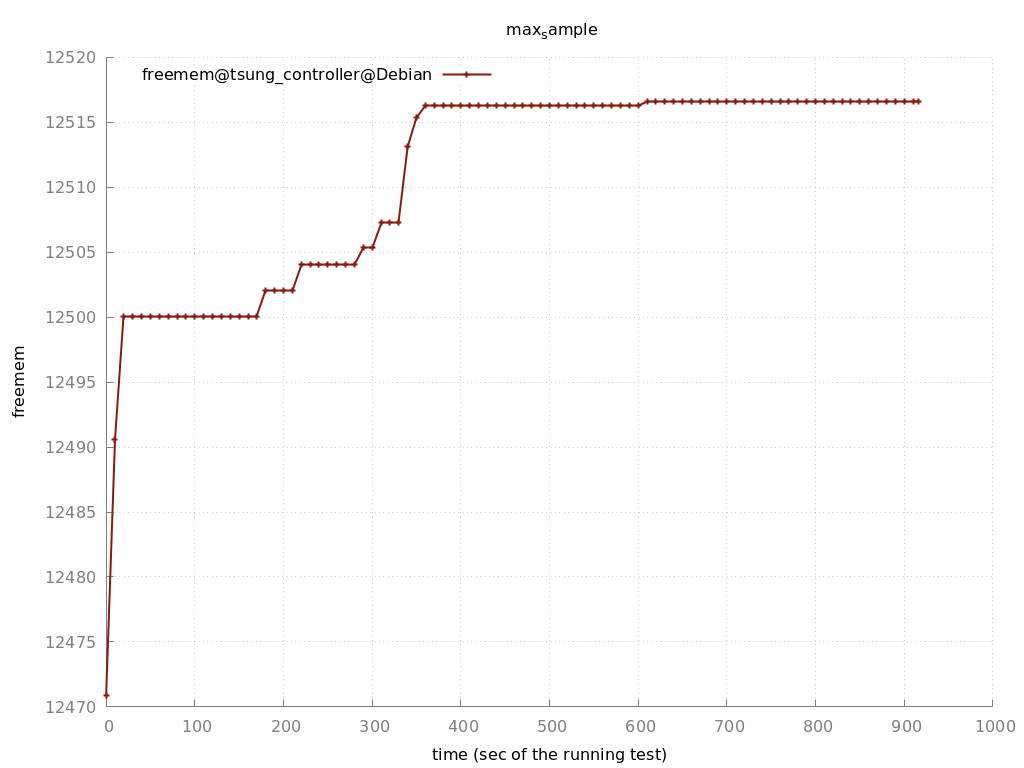 max_sample
freemem@tsung_controller@Debian
12520
12515
12510
12505
12500
12495
12490
12485
12480
12475
12470
freemem
0 100 200 300 400 500 600 700 800 900 1000
time (sec of the running test)